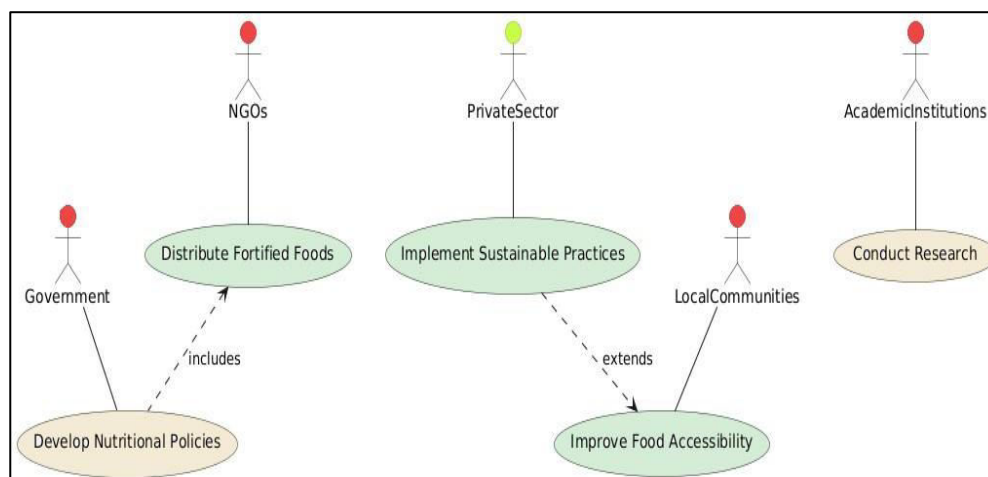 NGOs
PrivateSector
AcademicInstitutions
Distribute Fortified Foods
Implement Sustainable Practices
Conduct Research
Government
LocalCommunities
includes
extends
Develop Nutritional Policies
Improve Food Accessibility